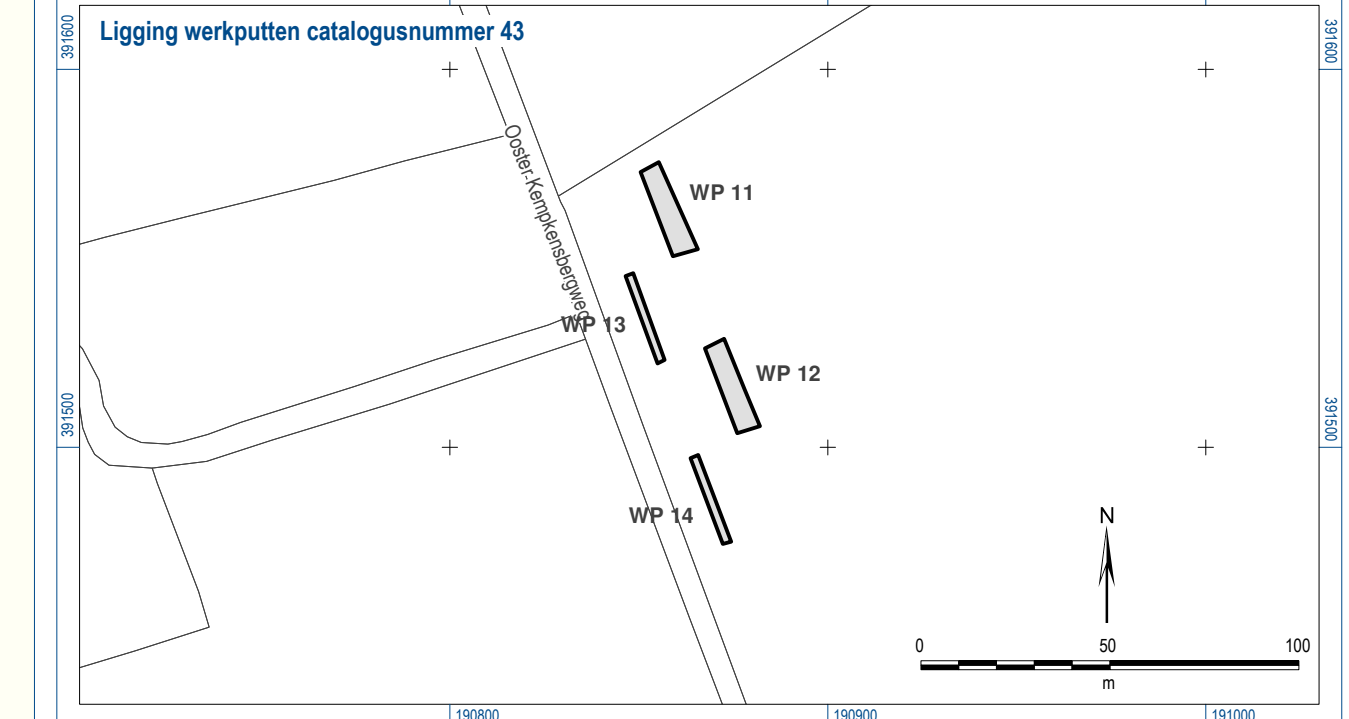 Ligging werkputten catalogusnummer 43
391600
391600
Ooster-Kempkensbergweg
WP 11
WP 13
WP 12
391500
391500
WP 14
N
0 50 100
m
190800 190900 191000